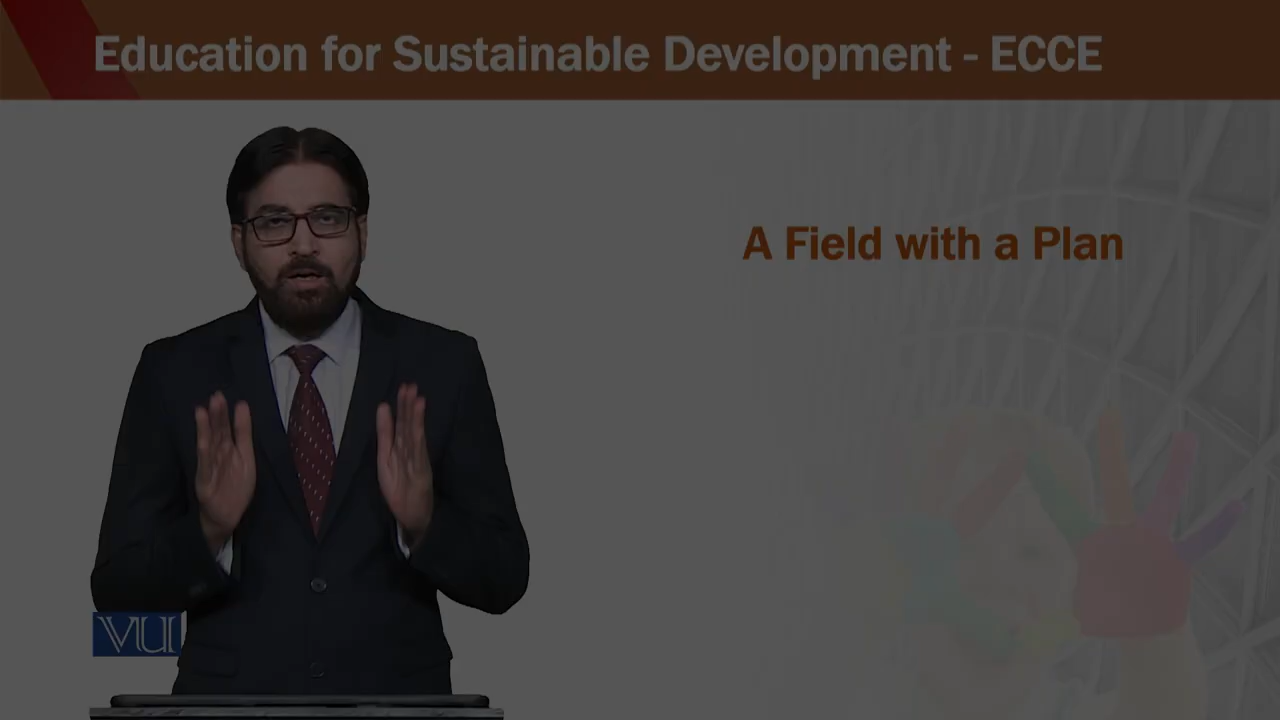 Education for Sustainable Development - ECCE
A Field with a Plan
VU